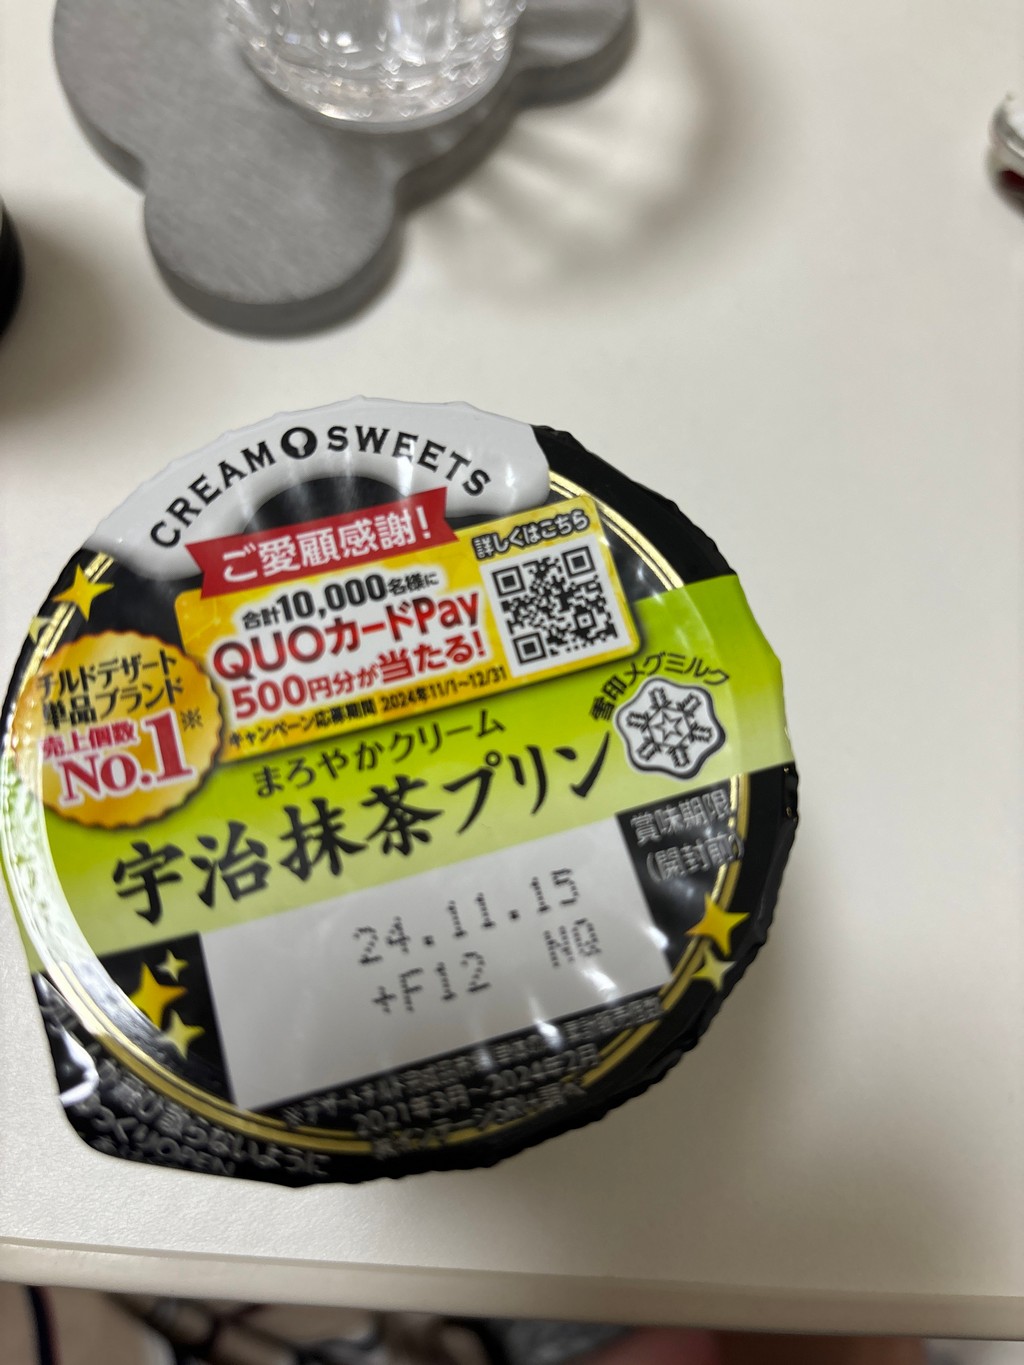 CREAM SWEETS
ご愛顧感謝!
詳しくはこちら
合計10,000名様に
QUOカードPay
500円分が当たる!
キャンペーン応募期間 2024年11/1~12/31
チルドデザート
単品ブランド
売上個数※
No.1
雪印メグミルク
まろやかクリーム
宇治抹茶プリン
賞味期限
(開封前)
24.11.15
2021年3月~2024年2月